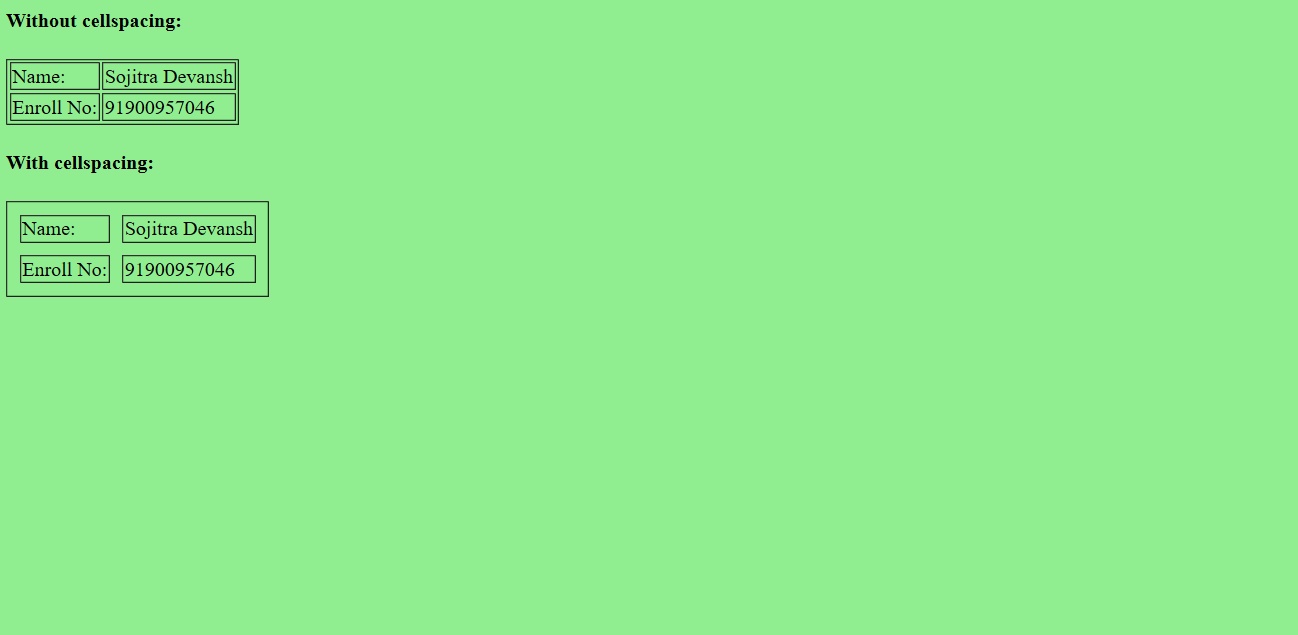 Without cellspacing:
Name: Sojitra Devansh
Enroll No: 91900957046
With cellspacing:
Name: Sojitra Devansh
Enroll No: 91900957046